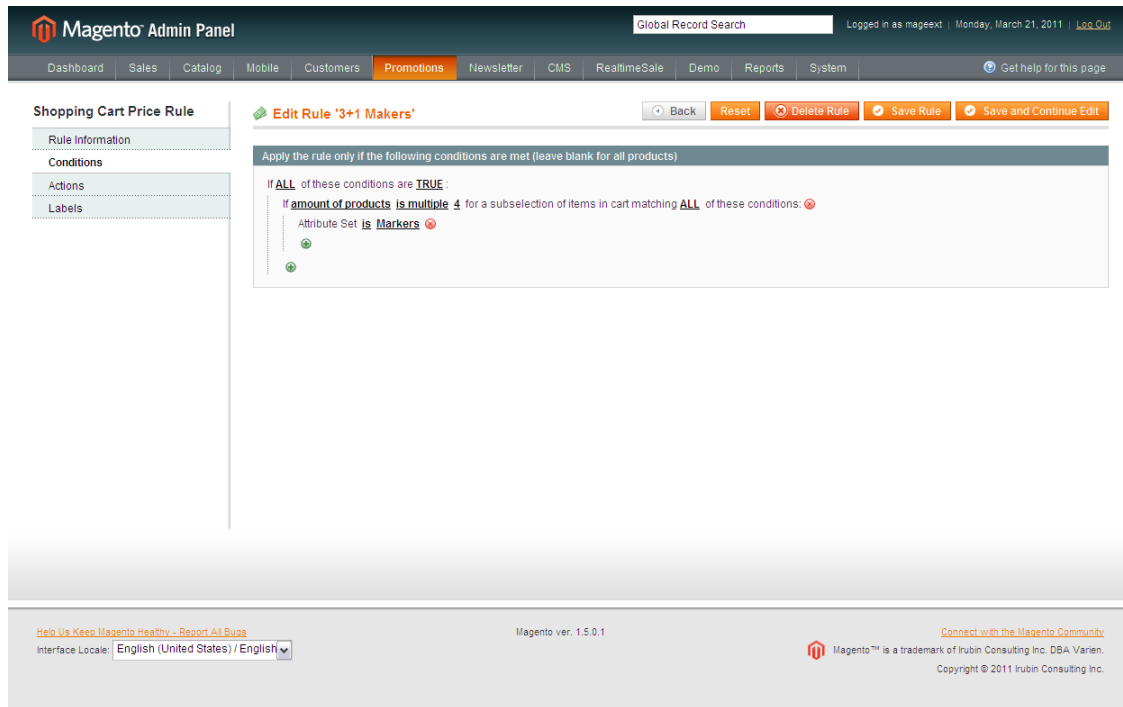 Magento™ Admin Panel
Global Record Search
Logged in as mageext | Monday, March 21, 2011 | Log Out
Dashboard Sales Catalog Mobile Customers Promotions Newsletter CMS RealtimeSale Demo Reports System Get help for this page
Shopping Cart Price Rule
Rule Information
Conditions
Actions
Labels
Edit Rule '3+1 Makers'
Back Reset Delete Rule Save Rule Save and Continue Edit
Apply the rule only if the following conditions are met (leave blank for all products)
If ALL of these conditions are TRUE :
If amount of products is multiple 4 for a subselection of items in cart matching ALL of these conditions:
Attribute Set is Markers
Help Us Keep Magento Healthy - Report All Bugs
Interface Locale: English (United States) / English
Magento ver. 1.5.0.1
Connect with the Magento Community
Magento™ is a trademark of Irubin Consulting Inc. DBA Varien.
Copyright © 2011 Irubin Consulting Inc.